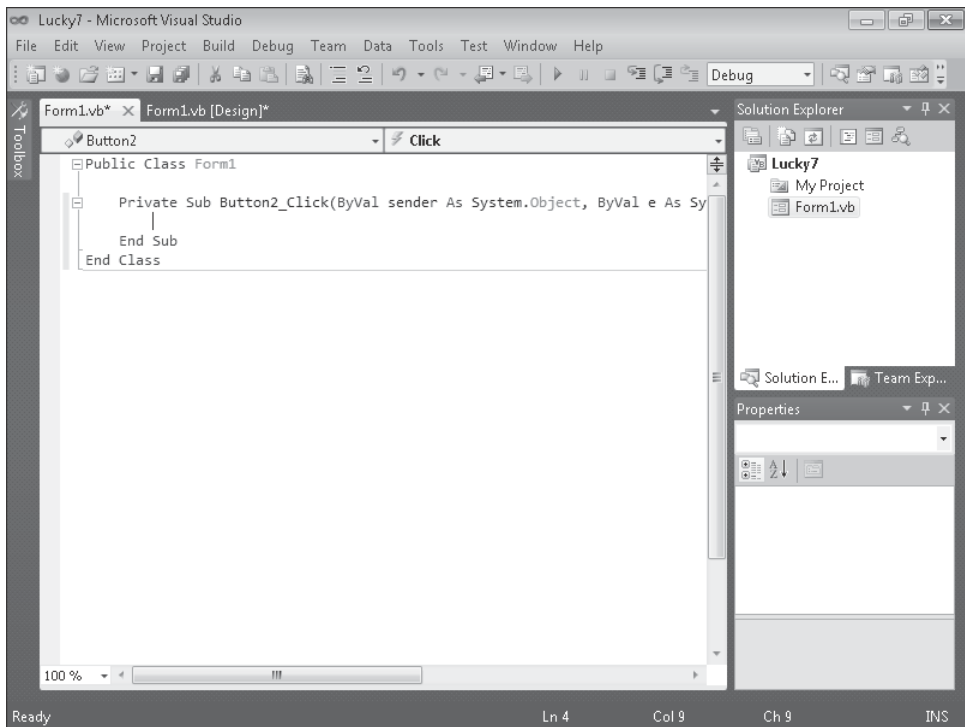 Lucky7 - Microsoft Visual Studio
File Edit View Project Build Debug Team Data Tools Test Window Help
Debug
Toolbox
Form1.vb* Form1.vb [Design]*
Button2
Click
Public Class Form1
Private Sub Button2_Click(ByVal sender As System.Object, ByVal e As Sy
End Sub
End Class
100 %
Solution Explorer
Lucky7
My Project
Form1.vb
Solution E... Team Exp...
Properties
Ready Ln 4 Col 9 Ch 9 INS